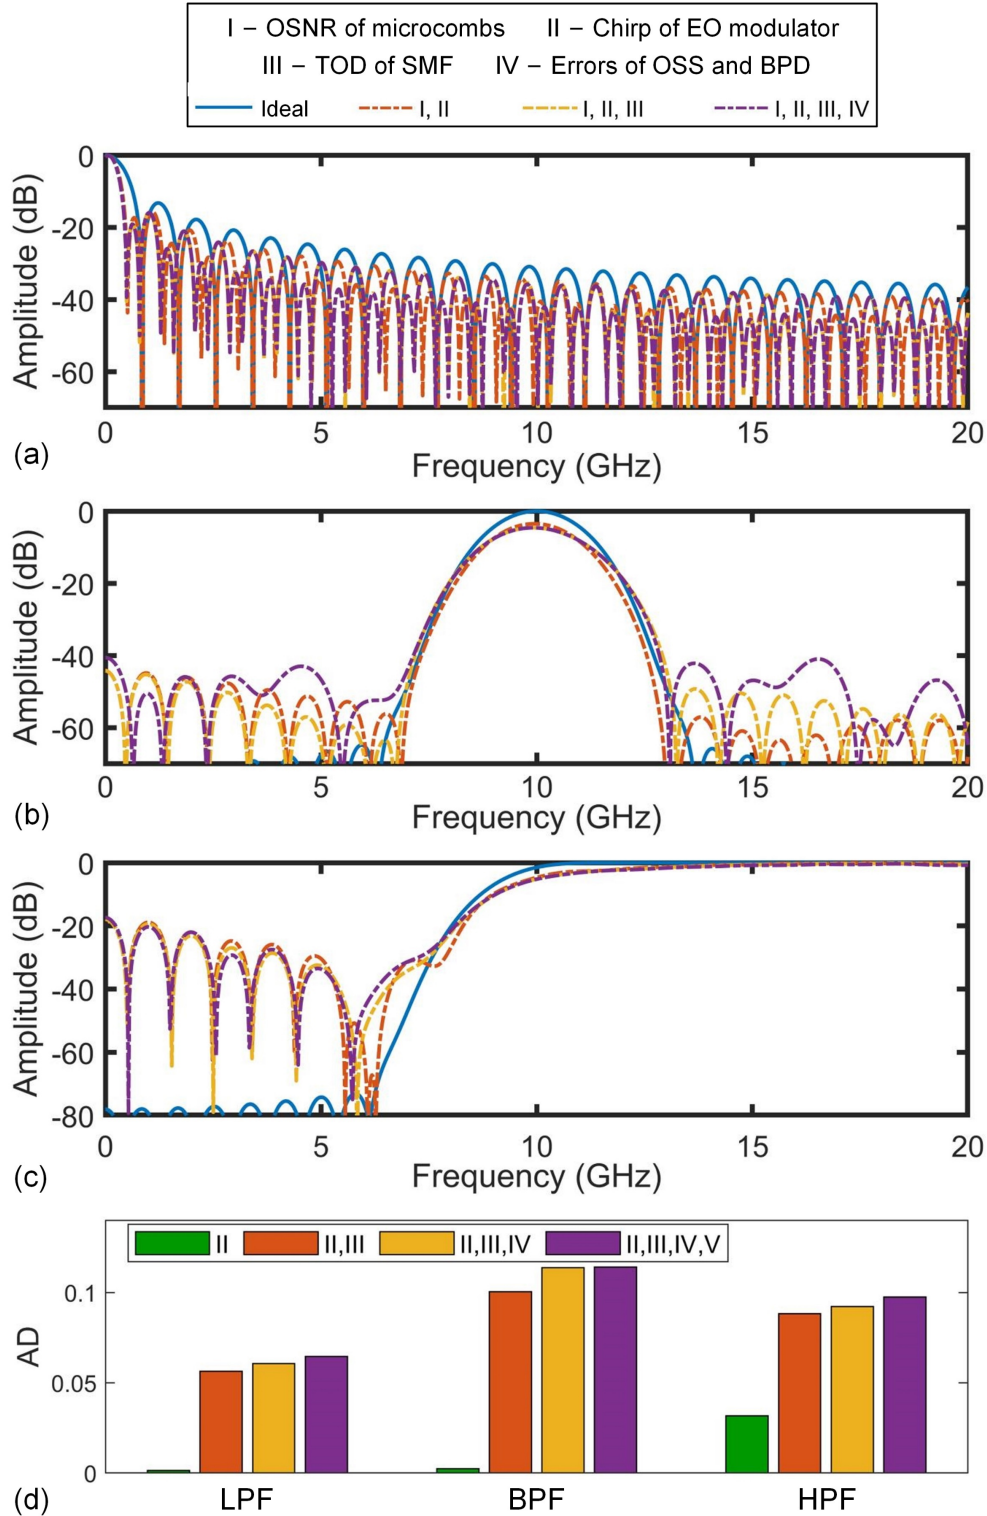 I – OSNR of microcombs II – Chirp of EO modulator
III – TOD of SMF IV – Errors of OSS and BPD
Ideal I, II I, II, III I, II, III, IV
0
-20
-40
-60
Amplitude (dB)
0 5 10 15 20
Frequency (GHz)
(a)
0
-20
-40
-60
Amplitude (dB)
0 5 10 15 20
Frequency (GHz)
(b)
0
-20
-40
-60
-80
Amplitude (dB)
0 5 10 15 20
Frequency (GHz)
(c)
II II,III II,III,IV II,III,IV,V
0.1
0.05
0
AD
LPF BPF HPF
(d)